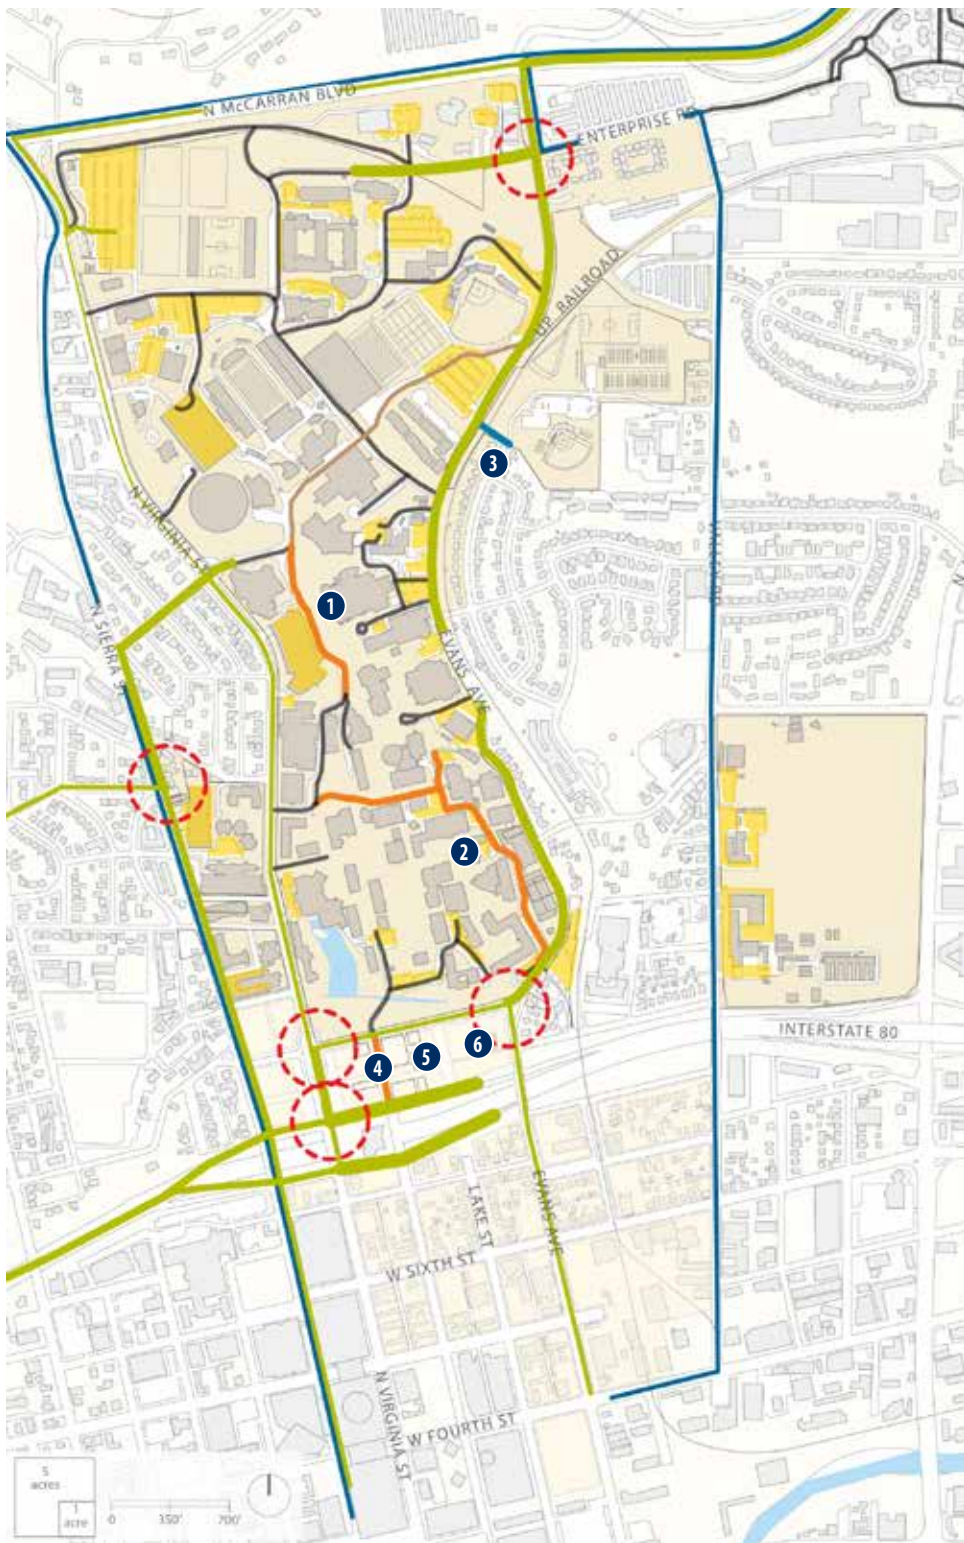 N McCARRAN BLVD
ENTERPRISE RD
UP RAILROAD
3
N VIRGINIA ST
1
N SIERRA ST
EVANS AVE
2
INTERSTATE 80
4
5
6
EVANS AVE
LAKE ST
W SIXTH ST
N VIRGINIA ST
W FOURTH ST
5
acres
1
acre
0
350'
700'